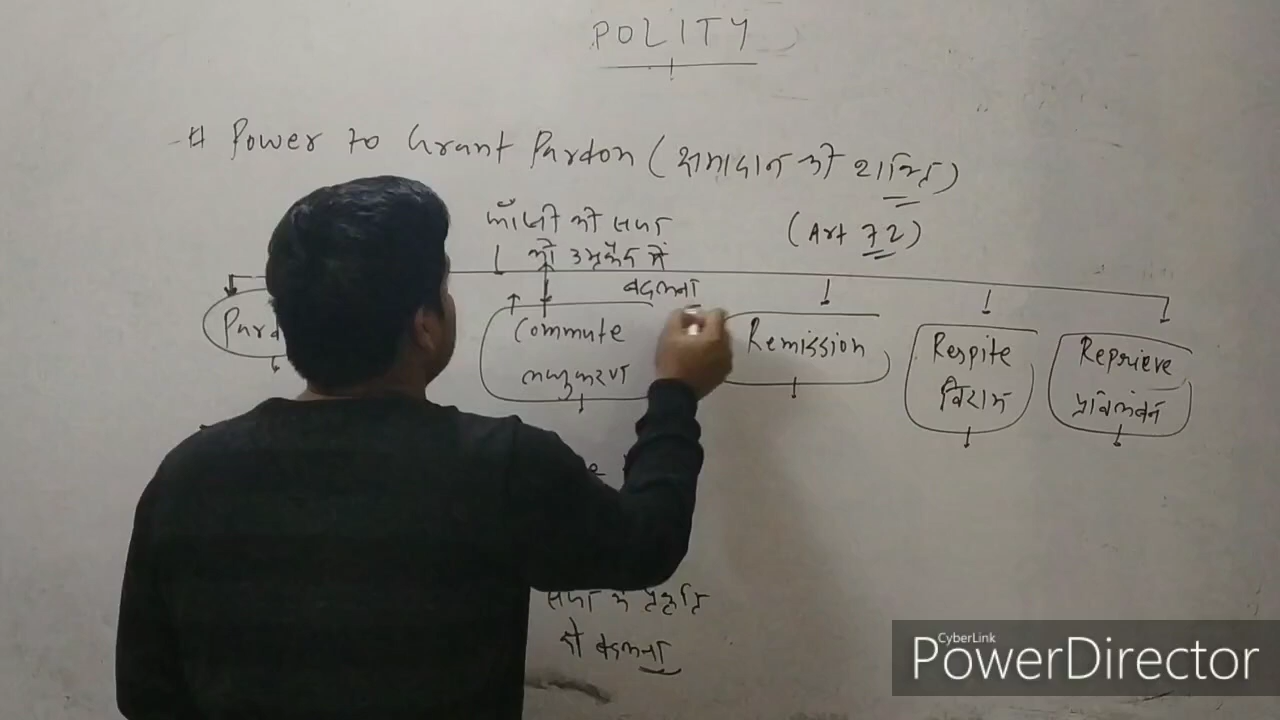 POLITY
# Power to Grant Pardon (क्षमादान की शक्ति)
(Art 72)
फाँसी की सजा
को उम्रकैद में
बदलना
Pard
Commute
लघुकरण
Remission
Respite
विराम
Reprieve
प्रविलंबन
सजा के प्रकृति
को बदलना
CyberLink
PowerDirector